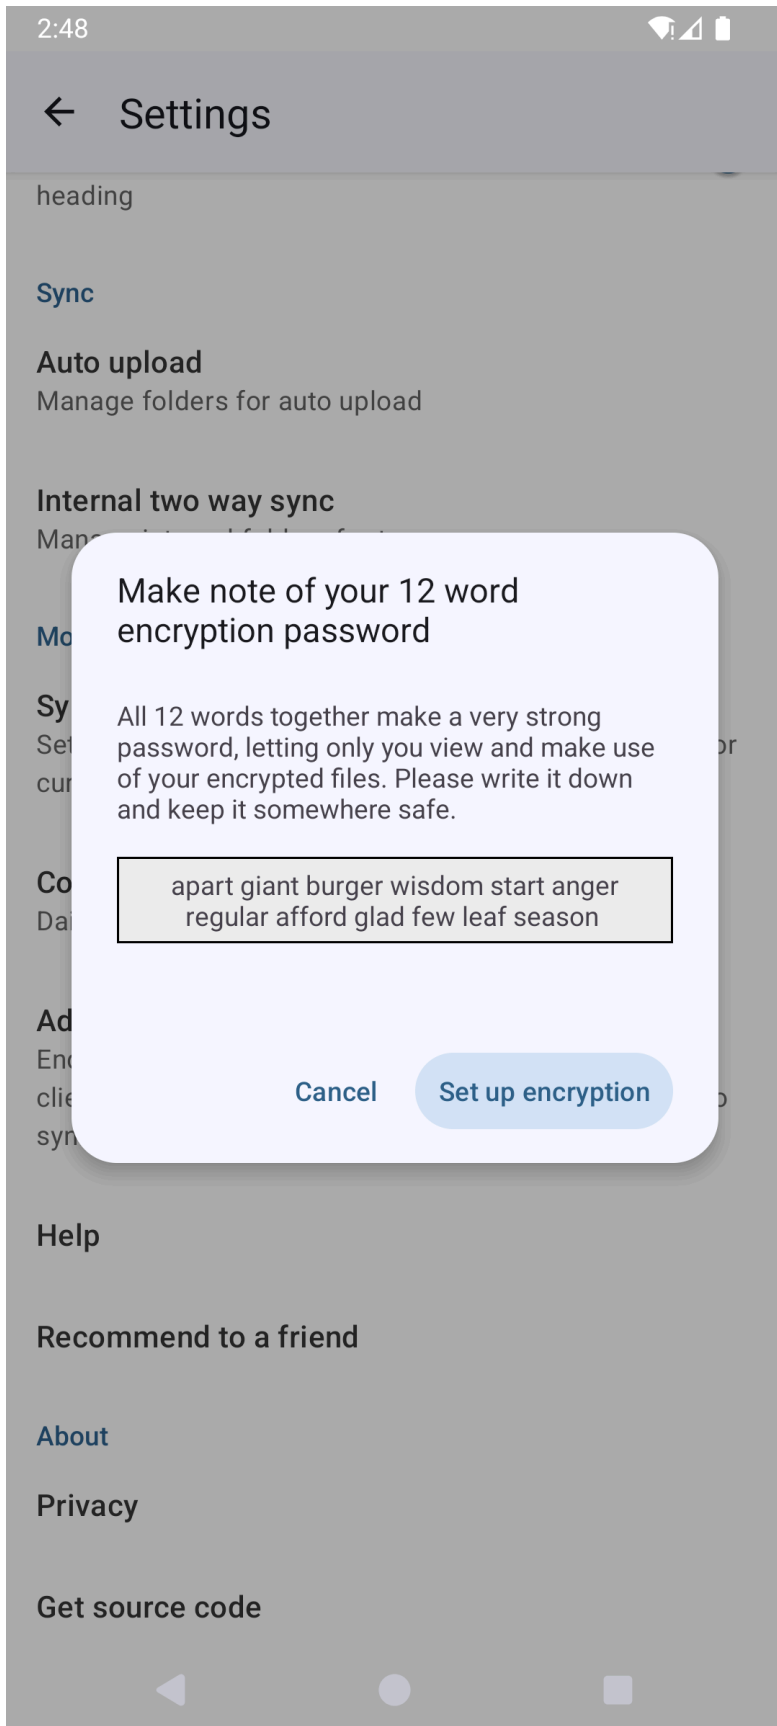 2:48
Settings
heading
Sync
Auto upload
Manage folders for auto upload
Internal two way sync
Make note of your 12 word
encryption password
All 12 words together make a very strong
password, letting only you view and make use
of your encrypted files. Please write it down
and keep it somewhere safe.
apart giant burger wisdom start anger
regular afford glad few leaf season
Cancel
Set up encryption
Help
Recommend to a friend
About
Privacy
Get source code